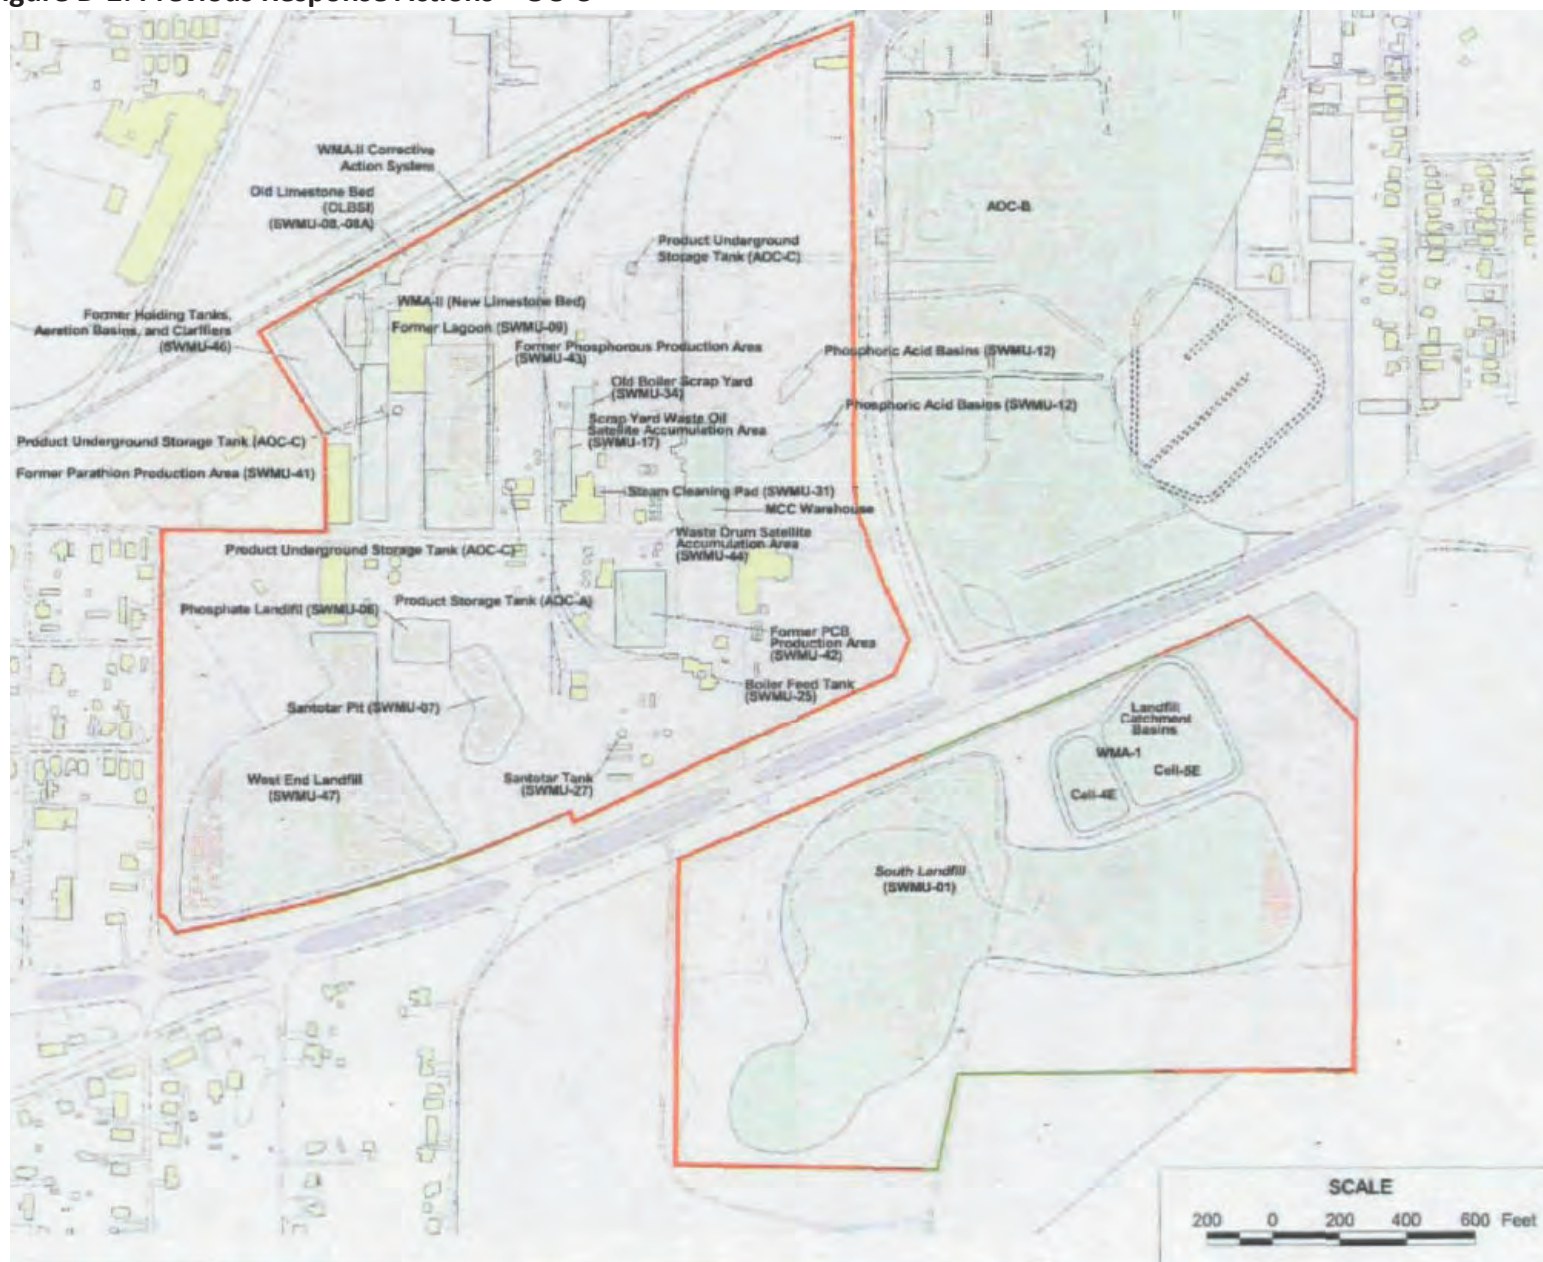 WMA-II Corrective
Action System
Old Limestone Bed
(OLBSI)
(SWMU-08,-08A)
AOC-B
Product Underground
Storage Tank (AOC-C)
WMA-II (New Limestone Bed)
Former Holding Tanks,
Aeration Basins, and Clarifiers
(SWMU-46)
Former Lagoon (SWMU-09)
Former Phosphorous Production Area
(SWMU-43)
Phosphoric Acid Basins (SWMU-12)
Old Boiler Scrap Yard
(SWMU-34)
Phosphoric Acid Basins (SWMU-12)
Scrap Yard Waste Oil
Satellite Accumulation Area
(SWMU-17)
Product Underground Storage Tank (AOC-C)
Former Parathion Production Area (SWMU-41)
Steam Cleaning Pad (SWMU-31)
MCC Warehouse
Waste Drum Satellite
Accumulation Area
(SWMU-44)
Product Underground Storage Tank (AOC-C)
Product Storage Tank (AOC-A)
Phosphate Landfill (SWMU-06)
Former PCB
Production Area
(SWMU-42)
Boiler Feed Tank
(SWMU-25)
Santotar Pit (SWMU-07)
Landfill
Catchment
Basins
WMA-1
Cell-5E
Cell-4E
West End Landfill
(SWMU-47)
Santotar Tank
(SWMU-27)
South Landfill
(SWMU-01)
SCALE
200 0 200 400 600 Feet